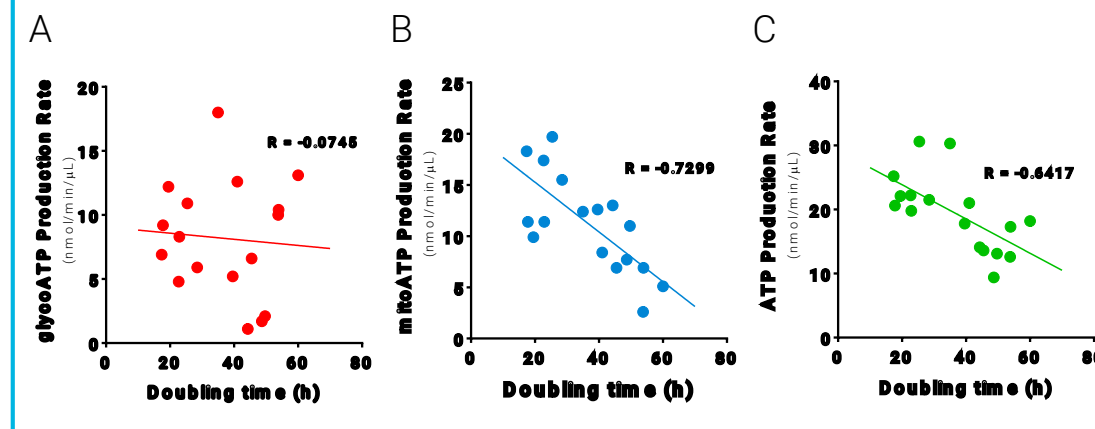 A
glycoATP Production Rate
(nmol/min/µL)
20
15
10
5
0
R = -0.0745
0 20 40 60 80
Doubling time (h)
B
mitoATP Production Rate
(nmol/min/µL)
25
20
15
10
5
0
R = -0.7299
0 20 40 60 80
Doubling time (h)
C
ATP Production Rate
(nmol/min/µL)
40
30
20
10
0
R = -0.6417
0 20 40 60 80
Doubling time (h)